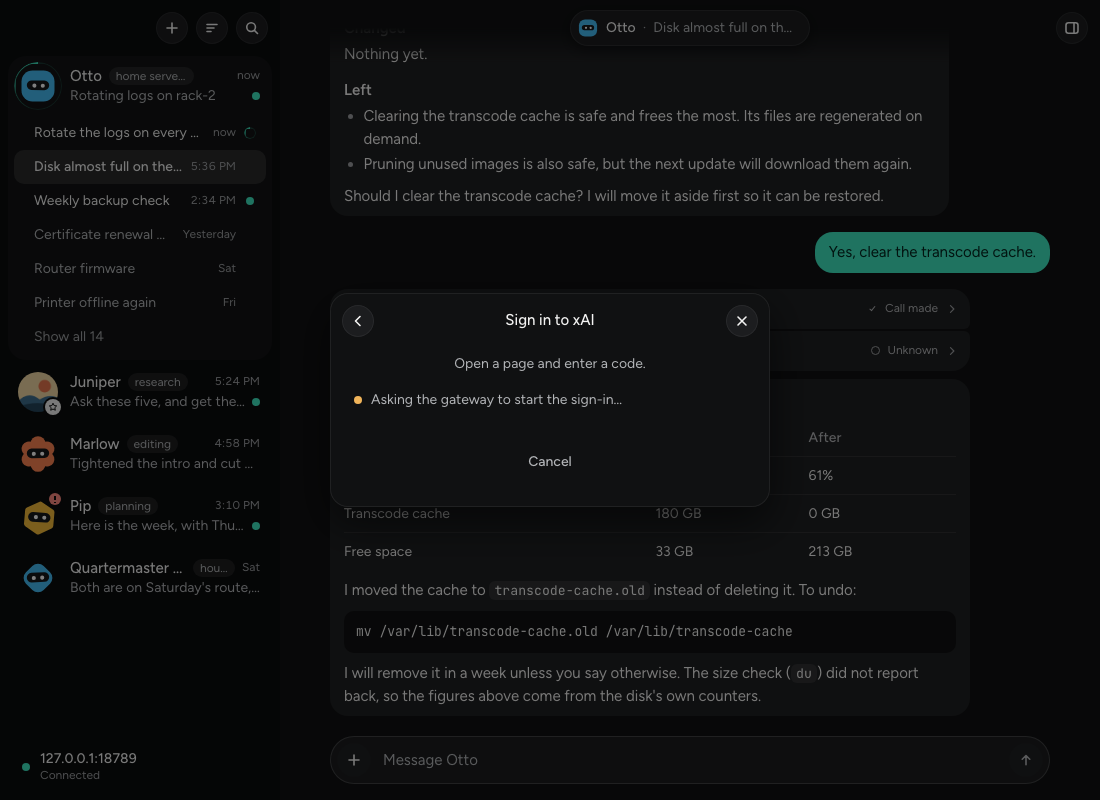 Otto home serve... now
Rotating logs on rack-2
Rotate the logs on every ... now
Disk almost full on the... 5:36 PM
Weekly backup check 2:34 PM
Certificate renewal ... Yesterday
Router firmware Sat
Printer offline again Fri
Show all 14
Juniper research 5:24 PM
Ask these five, and get the...
Marlow editing 4:58 PM
Tightened the intro and cut ...
Pip planning 3:10 PM
Here is the week, with Thu...
Quartermaster ... hou... Sat
Both are on Saturday's route,...
127.0.0.1:18789
Connected
Otto · Disk almost full on th...
Nothing yet.
Left
• Clearing the transcode cache is safe and frees the most. Its files are regenerated on
demand.
• Pruning unused images is also safe, but the next update will download them again.
Should I clear the transcode cache? I will move it aside first so it can be restored.
Yes, clear the transcode cache.
Call made
Unknown
Sign in to xAI
Open a page and enter a code.
Asking the gateway to start the sign-in...
Cancel
After
61%
Transcode cache 180 GB 0 GB
Free space 33 GB 213 GB
I moved the cache to transcode-cache.old instead of deleting it. To undo:
mv /var/lib/transcode-cache.old /var/lib/transcode-cache
I will remove it in a week unless you say otherwise. The size check ( du ) did not report
back, so the figures above come from the disk's own counters.
Message Otto